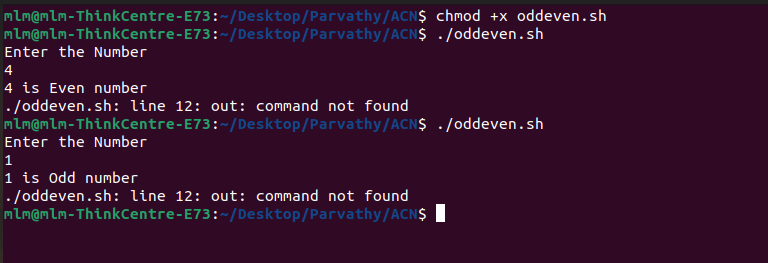 mlm@mlm-ThinkCentre-E73:~/Desktop/Parvathy/ACN$ chmod +x oddeven.sh
mlm@mlm-ThinkCentre-E73:~/Desktop/Parvathy/ACN$ ./oddeven.sh
Enter the Number
4
4 is Even number
./oddeven.sh: line 12: out: command not found
mlm@mlm-ThinkCentre-E73:~/Desktop/Parvathy/ACN$ ./oddeven.sh
Enter the Number
1
1 is Odd number
./oddeven.sh: line 12: out: command not found
mlm@mlm-ThinkCentre-E73:~/Desktop/Parvathy/ACN$